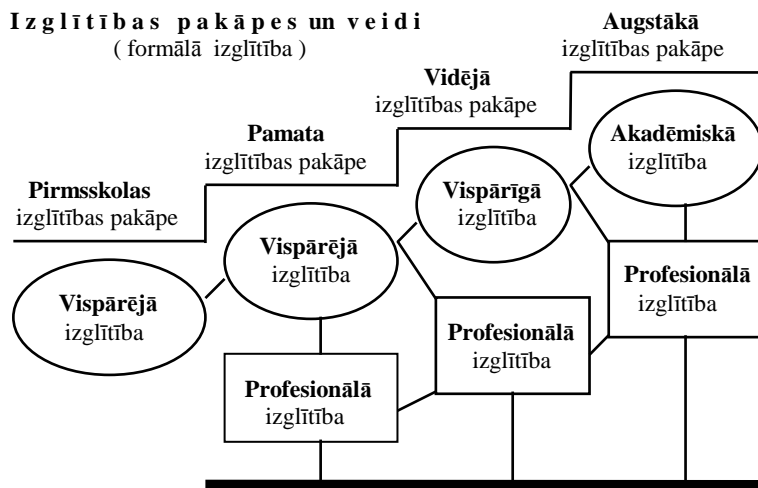 Izglītības pakāpes un veidi
( formālā izglītība )
Augstākā
izglītības pakāpe
Vidējā
izglītības pakāpe
Pamata
izglītības pakāpe
Pirmsskolas
izglītības pakāpe
Akadēmiskā
izglītība
Vispārīgā
izglītība
Vispārējā
izglītība
Vispārējā
izglītība
Profesionālā
izglītība
Profesionālā
izglītība
Profesionālā
izglītība